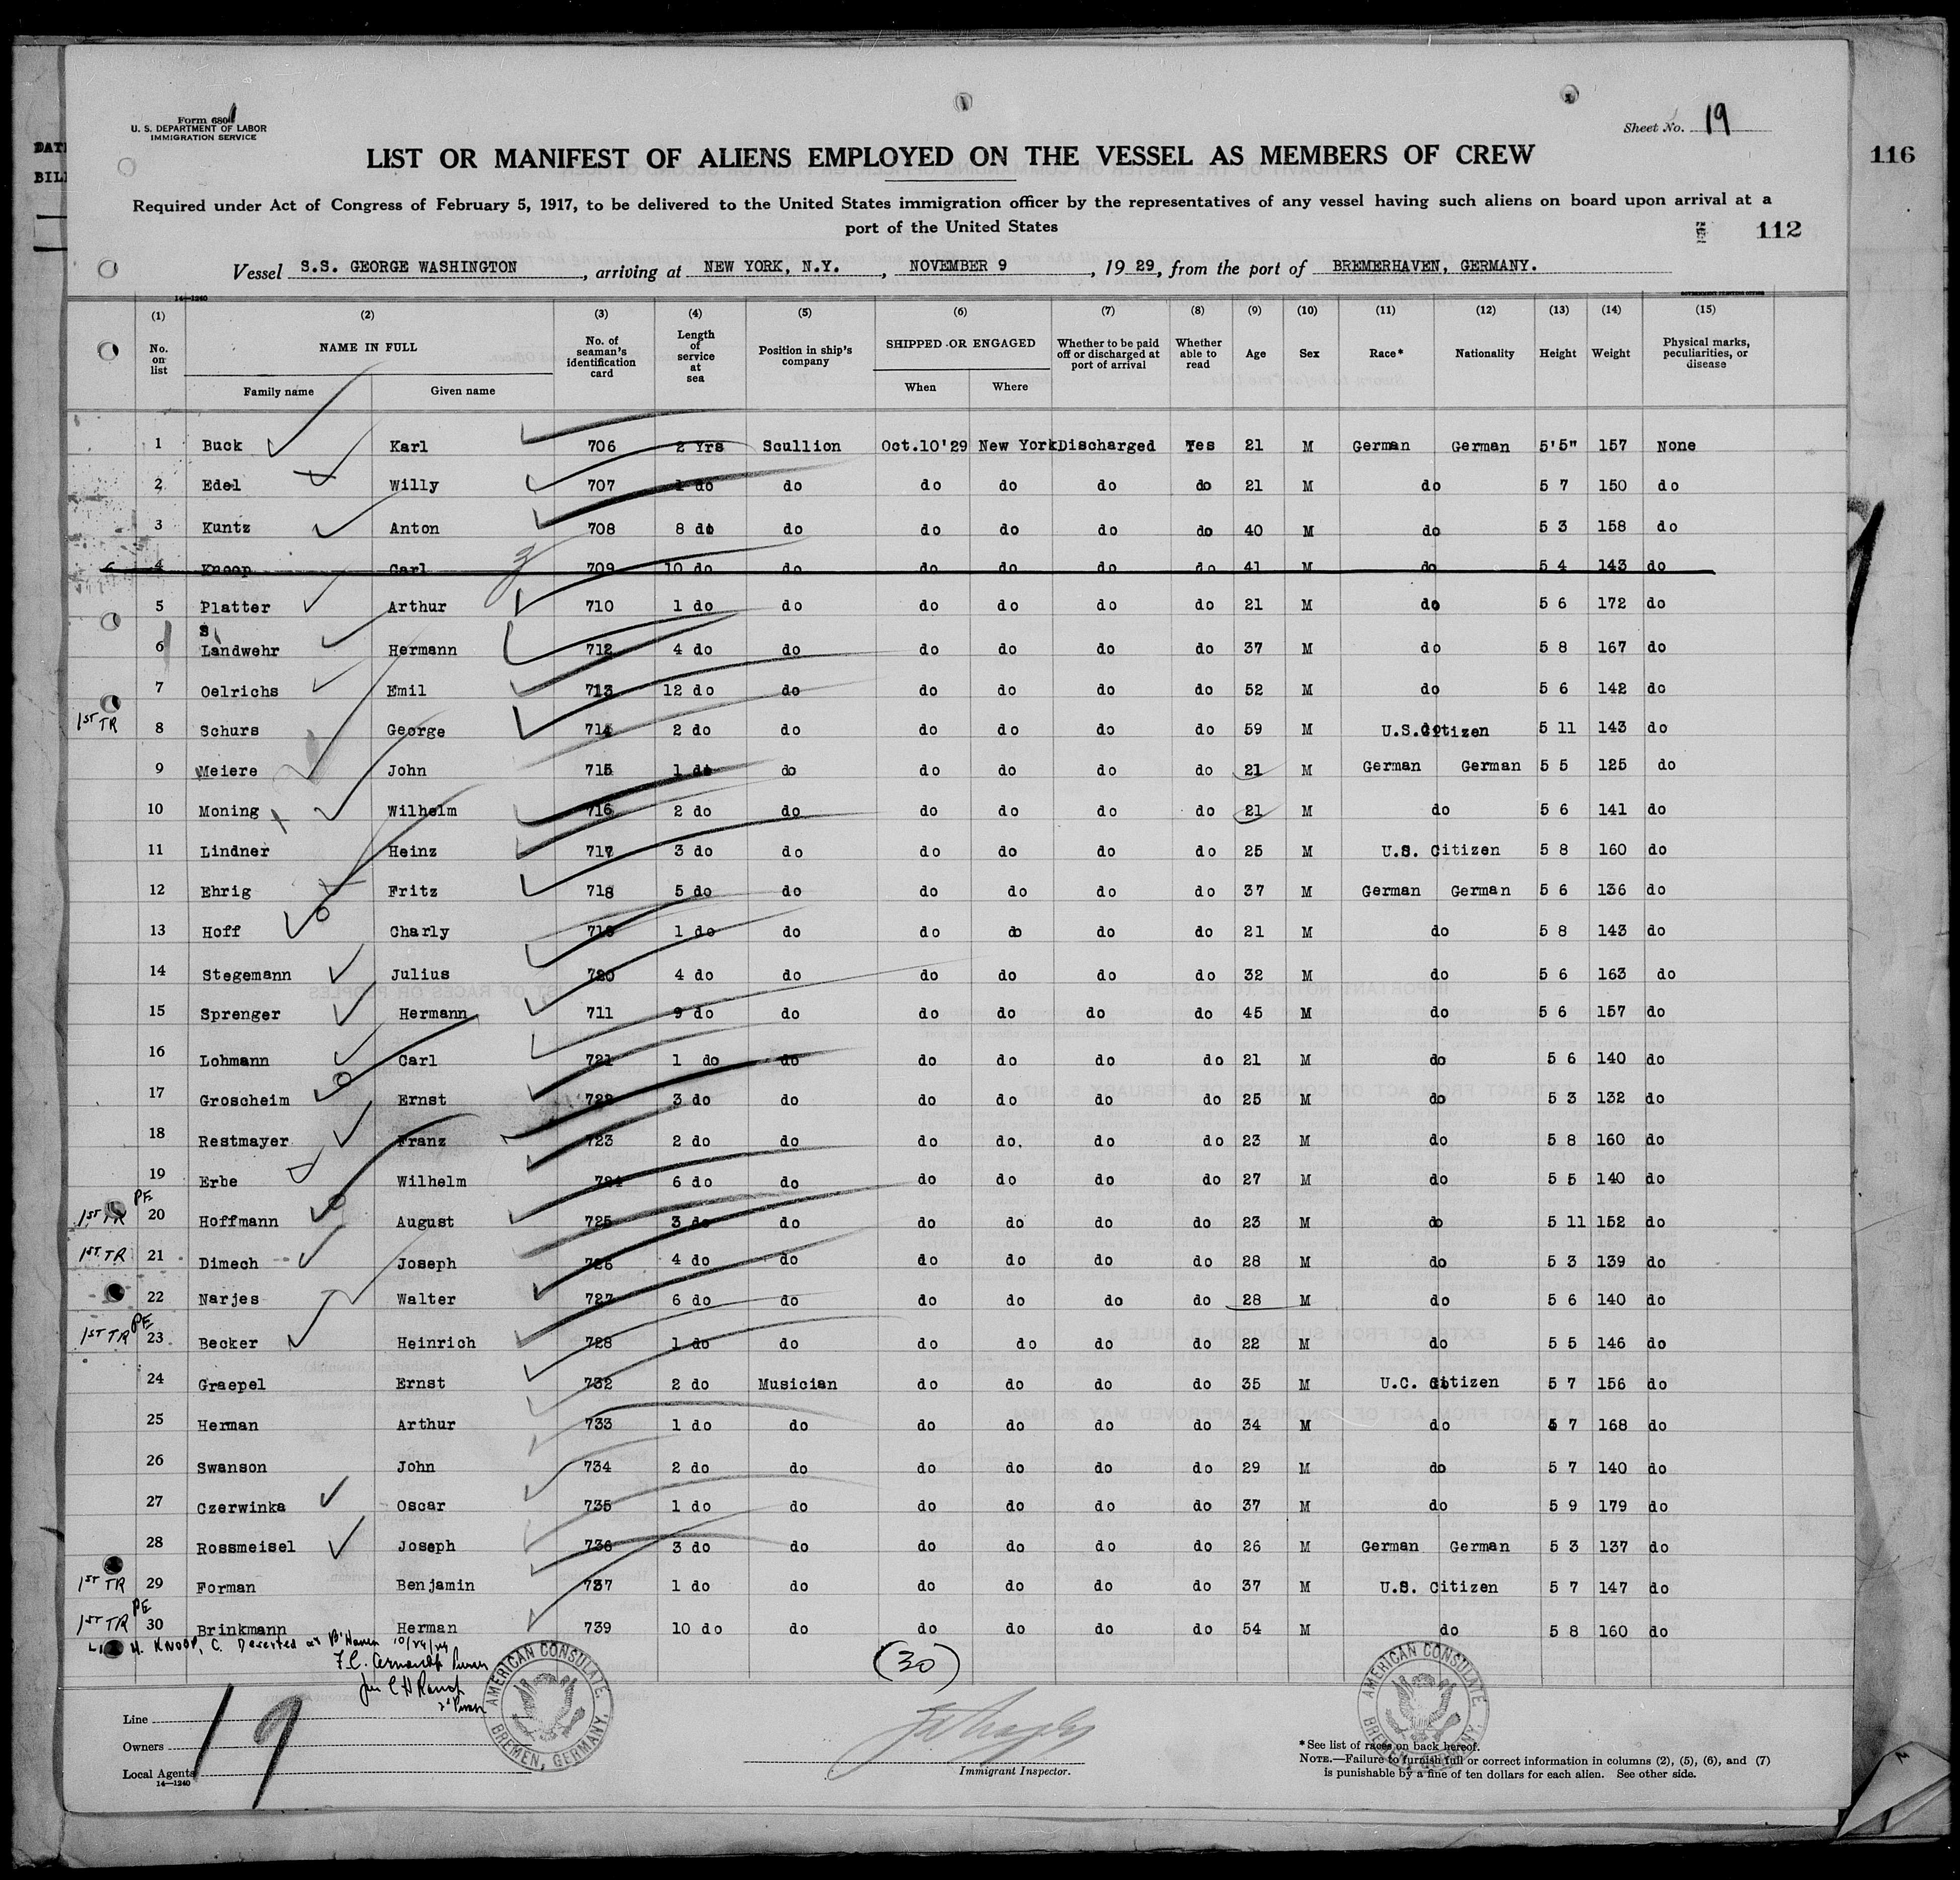 Form 680
U. S. DEPARTMENT OF LABOR
IMMIGRATION SERVICE
Sheet No. 19
LIST OR MANIFEST OF ALIENS EMPLOYED ON THE VESSEL AS MEMBERS OF CREW
116
Required under Act of Congress of February 5, 1917, to be delivered to the United States immigration officer by the representatives of any vessel having such aliens on board upon arrival at a
port of the United States
112
Vessel S.S. GEORGE WASHINGTON, arriving at NEW YORK, N.Y., NOVEMBER 9, 1929, from the port of BREMERHAVEN, GERMANY.
14—1240 GOVERNMENT PRINTING OFFICE
(1) (2) (3) (4) (5) (6) (7) (8) (9) (10) (11) (12) (13) (14) (15)
No. on list NAME IN FULL Family name Given name No. of seaman's identification card Length of service at sea Position in ship's company SHIPPED OR ENGAGED When Where Whether to be paid off or discharged at port of arrival Whether able to read Age Sex Race* Nationality Height Weight Physical marks, peculiarities, or disease
1 Buck Karl 706 2 Yrs Scullion Oct.10'29 New York Discharged Yes 21 M German German 5'5" 157 None
2 Edel Willy 707 1 do do do do do do 21 M do 5 7 150 do
3 Kuntz Anton 708 8 do do do do do do 40 M do 5 3 158 do
4 Knoop Carl 709 10 do do do do do do 41 M do 5 4 143 do
5 Platter Arthur 710 1 do do do do do do 21 M do 5 6 172 do
6 Landwehr Hermann 712 4 do do do do do do 37 M do 5 8 167 do
7 Oelrichs Emil 713 12 do do do do do do 52 M do 5 6 142 do
1ST TR 8 Schurs George 714 2 do do do do do do 59 M U.S. Citizen 5 11 143 do
9 Meiere John 715 1 do do do do do do 21 M German German 5 5 125 do
10 Moning Wilhelm 716 2 do do do do do do 21 M do 5 6 141 do
11 Lindner Heinz 717 3 do do do do do do 25 M U.S. Citizen 5 8 160 do
12 Ehrig Fritz 718 5 do do do do do do 37 M German German 5 6 136 do
13 Hoff Charly 719 1 do do do do do do 21 M do 5 8 143 do
14 Stegemann Julius 720 4 do do do do do do 32 M do 5 6 163 do
15 Sprenger Hermann 711 9 do do do do do do 45 M do 5 6 157 do
16 Lohmann Carl 721 1 do do do do do do 21 M do 5 6 140 do
17 Groscheim Ernst 722 3 do do do do do do 25 M do 5 3 132 do
18 Restmayer Franz 723 2 do do do do. do do 23 M do 5 8 160 do
19 Erbe Wilhelm 724 6 do do do do do do 27 M do 5 5 140 do
1ST TR PE 20 Hoffmann August 725 3 do do do do do do 23 M do 5 11 152 do
1ST TR 21 Dimech Joseph 726 4 do do do do do do 28 M do 5 3 139 do
22 Narjes Walter 727 6 do do do do do do 28 M do 5 6 140 do
1ST TR PE 23 Becker Heinrich 728 1 do do do do do do 22 M do 5 5 146 do
24 Graepel Ernst 732 2 do Musician do do do do 35 M U.C. Citizen 5 7 156 do
25 Herman Arthur 733 1 do do do do do do 34 M do 5 7 168 do
26 Swanson John 734 2 do do do do do do 29 M do 5 7 140 do
27 Czerwinka Oscar 735 1 do do do do do do 37 M do 5 9 179 do
28 Rossmeisel Joseph 736 3 do do do do do do 26 M German German 5 3 137 do
1ST TR 29 Forman Benjamin 737 1 do do do do do do 37 M U.S. Citizen 5 7 147 do
1ST TR PE 30 Brinkmann Herman 739 10 do do do do do do 54 M do 5 8 160 do
KNOOP, C. Deserted at B'Haven 10/24/29
(30)
AMERICAN CONSULATE. BREMEN, GERMANY.
AMERICAN CONSULATE BREMEN, GERMANY.
19
Line
Owners
Local Agents
14—1240
Immigrant Inspector.
*See list of races on back hereof.
NOTE.—Failure to furnish full or correct information in columns (2), (5), (6), and (7)
is punishable by a fine of ten dollars for each alien. See other side.